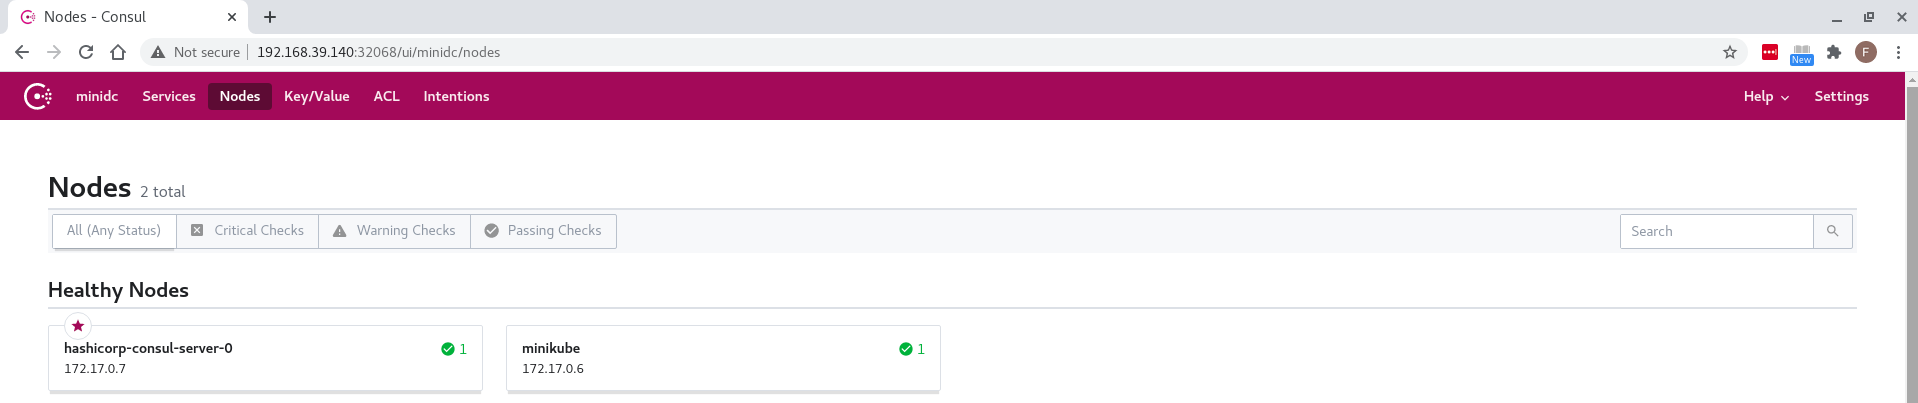 Nodes - Consul
Not secure 192.168.39.140:32068/ui/minidc/nodes
New
F
minidc Services Nodes Key/Value ACL Intentions Help Settings
Nodes 2 total
All (Any Status) Critical Checks Warning Checks Passing Checks Search
Healthy Nodes
hashicorp-consul-server-0 1 minikube 1
172.17.0.7 172.17.0.6